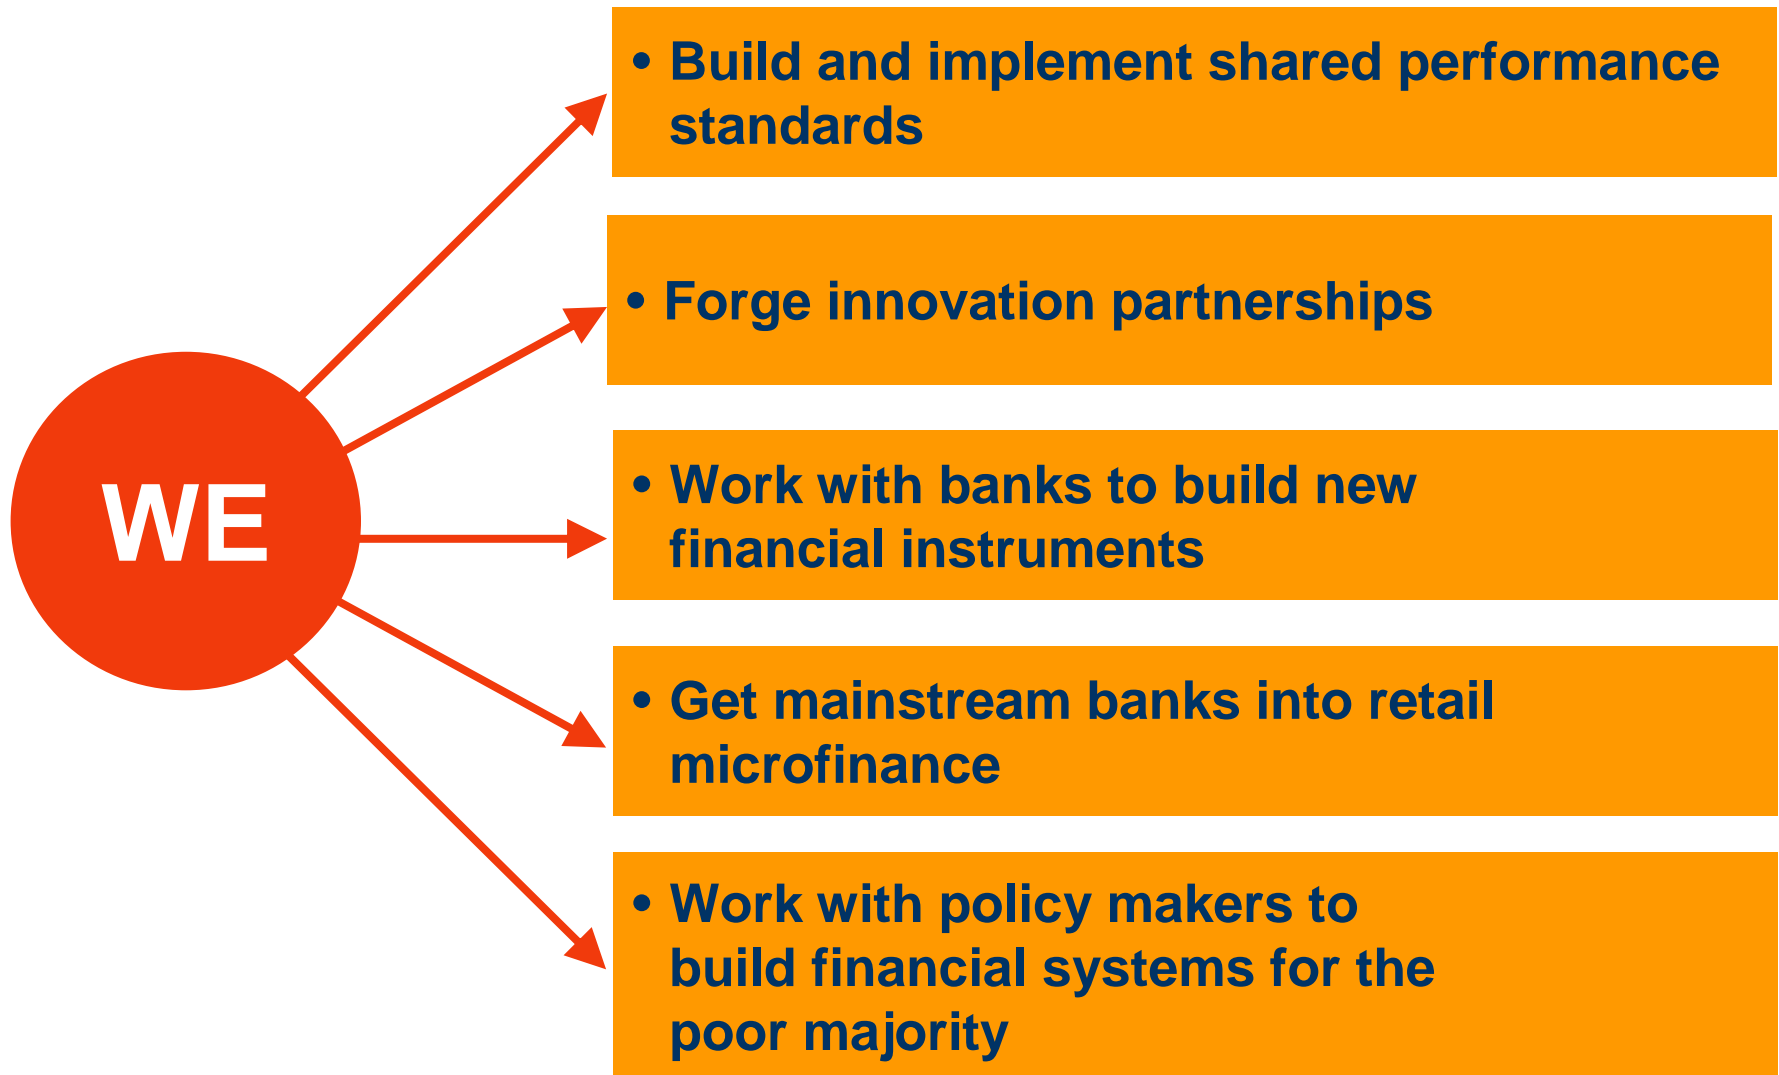 WE
• Build and implement shared performance
standards
• Forge innovation partnerships
• Work with banks to build new
financial instruments
• Get mainstream banks into retail
microfinance
• Work with policy makers to
build financial systems for the
poor majority